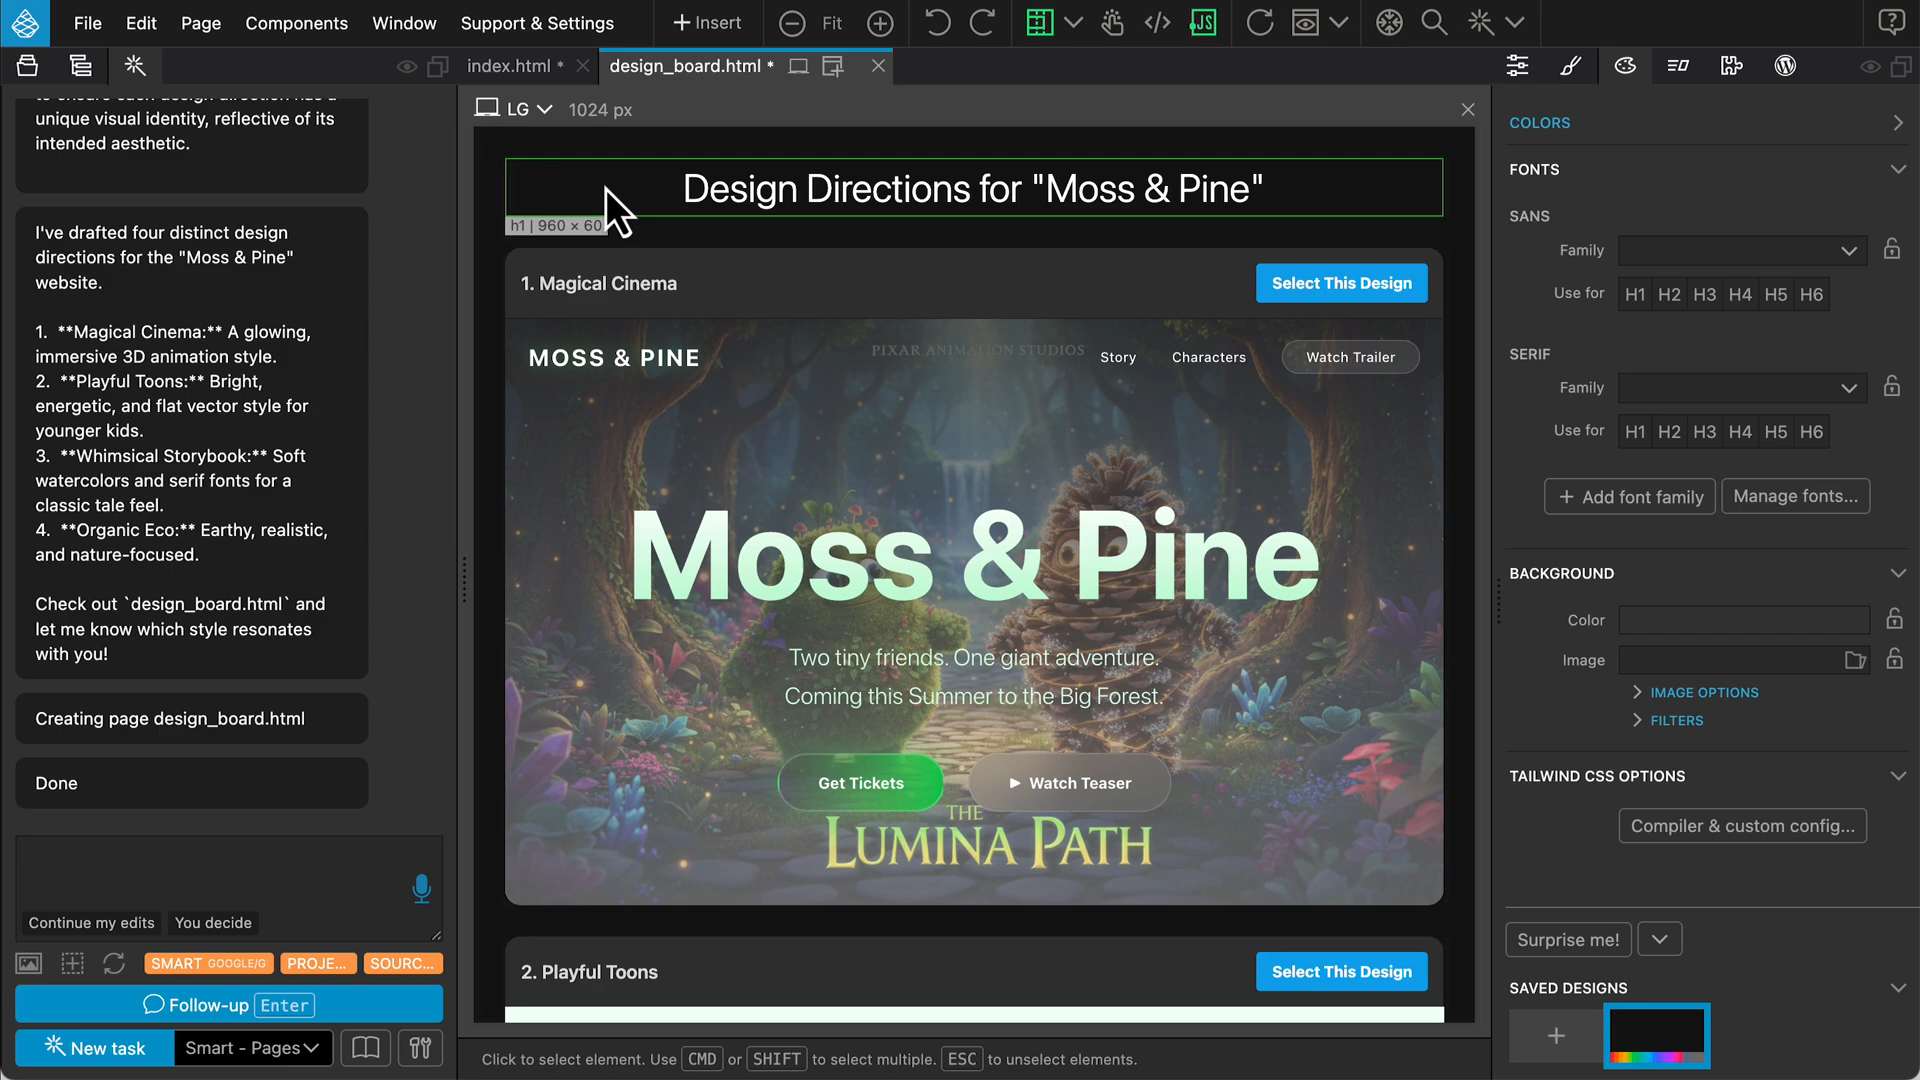 File Edit Page Components Window Support & Settings
Insert
Fit
JS
index.html *
design_board.html *
unique visual identity, reflective of its
intended aesthetic.
I've drafted four distinct design
directions for the "Moss & Pine"
website.
1. **Magical Cinema:** A glowing,
immersive 3D animation style.
2. **Playful Toons:** Bright,
energetic, and flat vector style for
younger kids.
3. **Whimsical Storybook:** Soft
watercolors and serif fonts for a
classic tale feel.
4. **Organic Eco:** Earthy, realistic,
and nature-focused.
Check out `design_board.html` and
let me know which style resonates
with you!
Creating page design_board.html
Done
Continue my edits
You decide
SMART GOOGLE/G
PROJE...
SOURC...
Follow-up Enter
New task
Smart - Pages
LG
1024 px
Design Directions for "Moss & Pine"
h1 | 960 × 60
1. Magical Cinema
Select This Design
MOSS & PINE
PIXAR ANIMATION STUDIOS
Story
Characters
Watch Trailer
Moss & Pine
Two tiny friends. One giant adventure.
Coming this Summer to the Big Forest.
Get Tickets
▶ Watch Teaser
THE
LUMINA PATH
2. Playful Toons
Select This Design
Click to select element. Use CMD or SHIFT to select multiple. ESC to unselect elements.
COLORS
FONTS
SANS
Family
Use for H1 H2 H3 H4 H5 H6
SERIF
Family
Use for H1 H2 H3 H4 H5 H6
+ Add font family
Manage fonts...
BACKGROUND
Color
Image
IMAGE OPTIONS
FILTERS
TAILWIND CSS OPTIONS
Compiler & custom config...
Surprise me!
SAVED DESIGNS